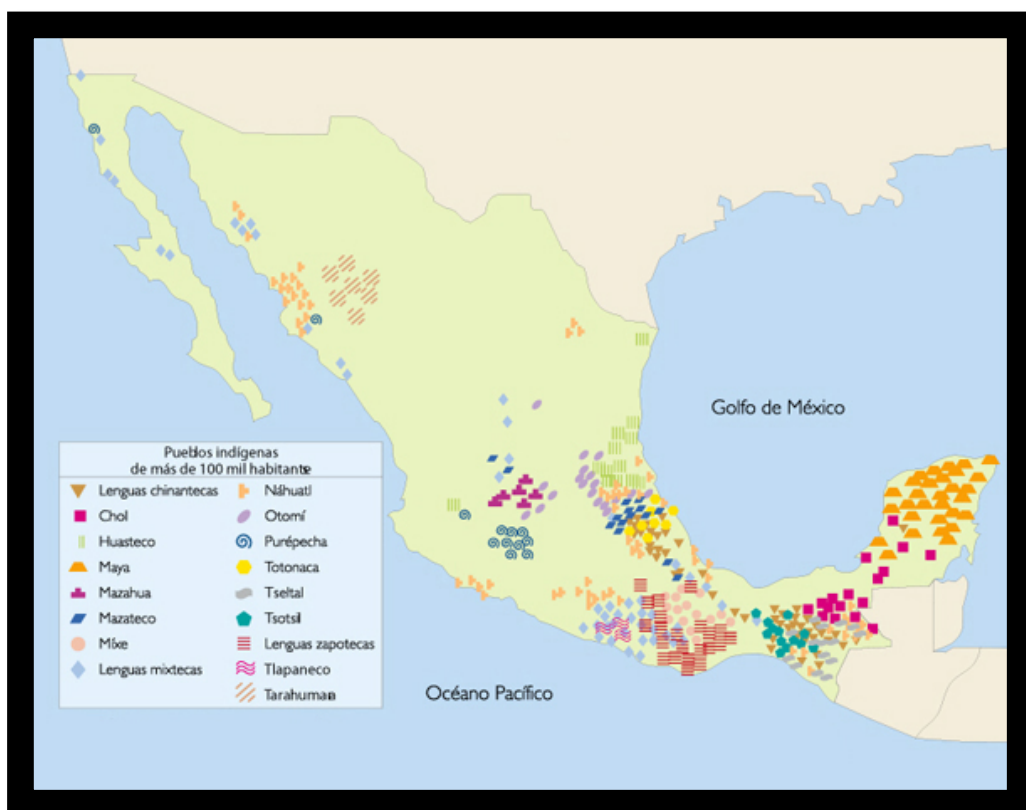 Golfo de México
Pueblos indígenas
de más de 100 mil habitantes
Lenguas chinantecas
Chol
Huasteco
Maya
Mazahua
Mazateco
Mixe
Lenguas mixtecas
Náhuatl
Otomí
Purépecha
Totonaca
Tseltal
Tsotsil
Lenguas zapotecas
Tlapaneco
Tarahumara
Océano Pacífico